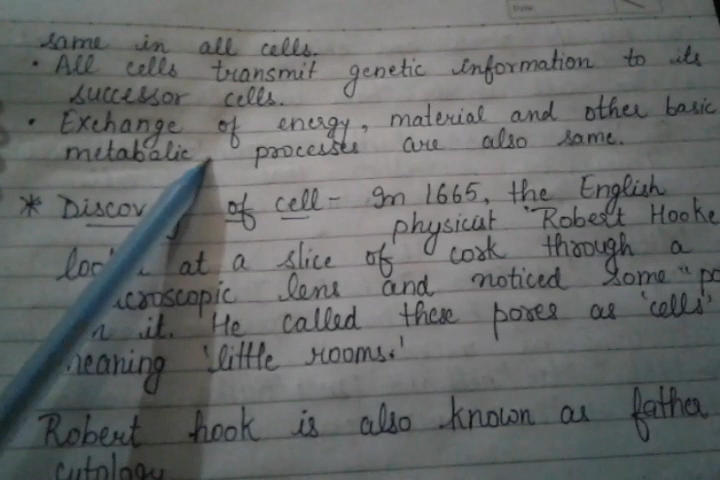 same in all cells.
• All cells transmit genetic information to its
successor cells.
• Exchange of energy, material and other basic
metabolic processes are also same.
* of cell - In 1665, the English
physicist "Robert Hooke
at a slice of cork through a
lens and noticed some
it. He called these pores as 'cells'
'little rooms.'
Robert hook is also known as father
cytology